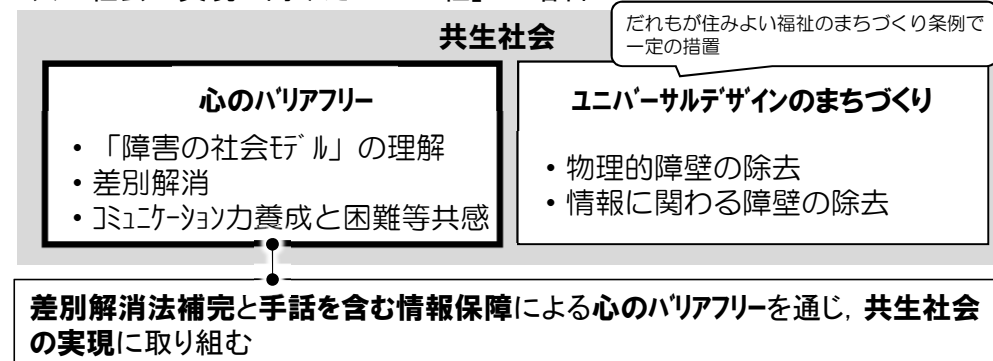 共生社会
だれもが住みよい福祉のまちづくり条例で
一定の措置
心のﾊﾞﾘｱﾌﾘｰ
・「障害の社会ﾓﾃﾞﾙ」の理解
・差別解消
・ｺﾐｭﾆｹｰｼｮﾝ力養成と困難等共感
ﾕﾆﾊﾞｰｻﾙﾃﾞｻﾞｲﾝのまちづくり
・物理的障壁の除去
・情報に関わる障壁の除去
差別解消法補完と手話を含む情報保障による心のﾊﾞﾘｱﾌﾘｰを通じ，共生社会
の実現に取り組む